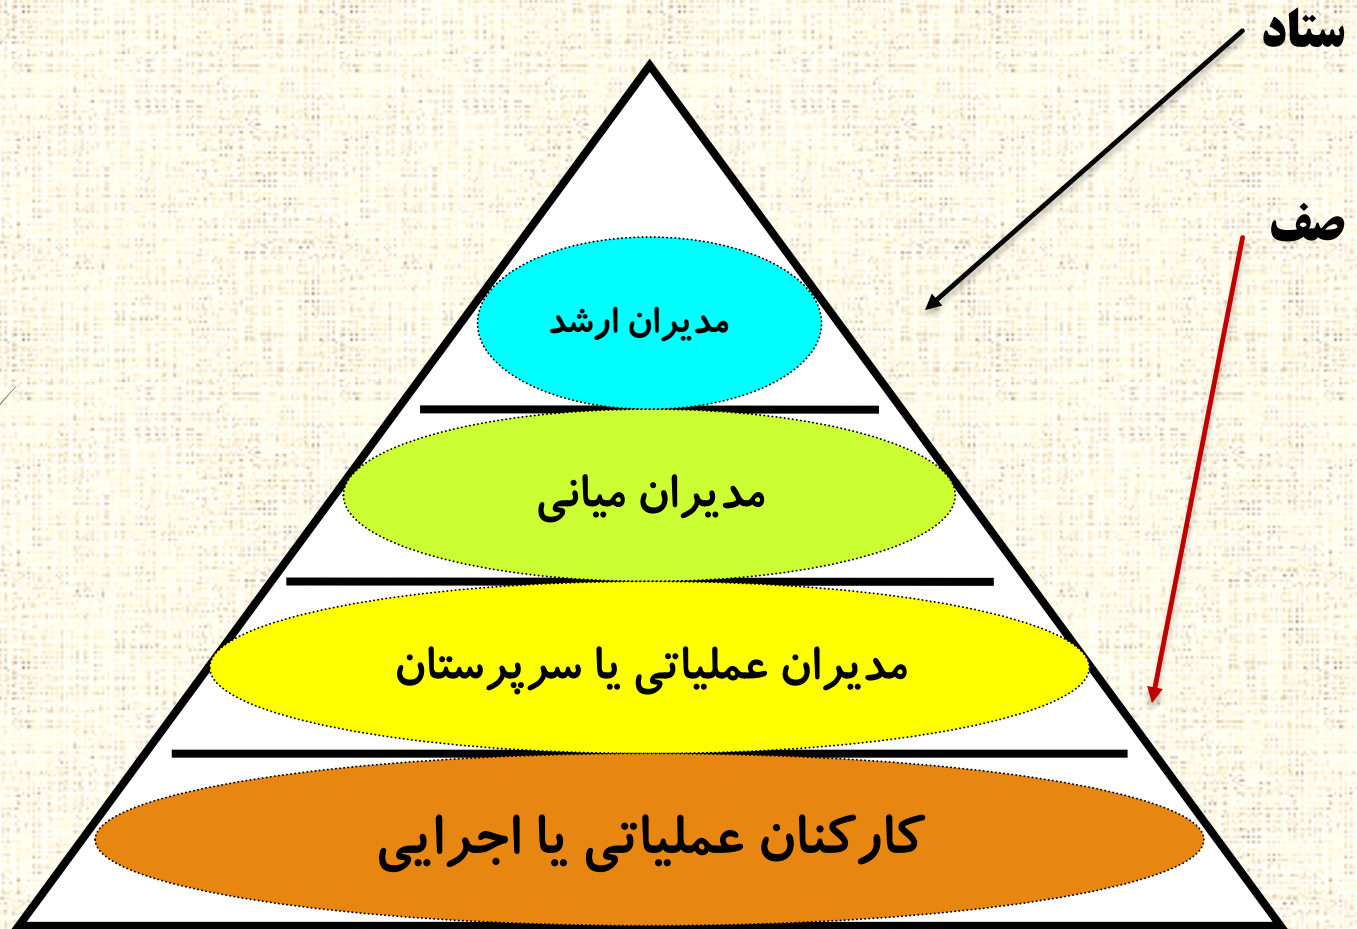 ستاد
صف
مدیران ارشد
مدیران میانی
مدیران عملیاتی یا سرپرستان
کارکنان عملیاتی یا اجرایی